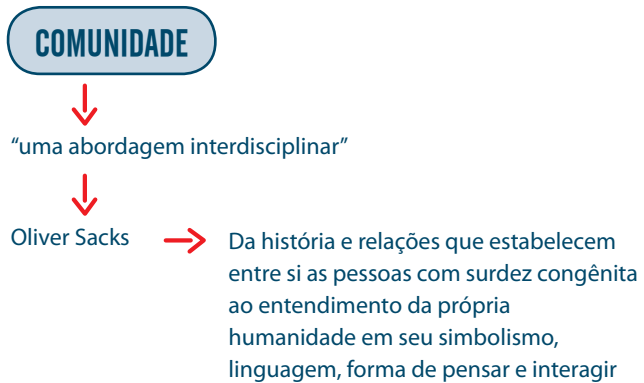 COMUNIDADE
“uma abordagem interdisciplinar”
Oliver Sacks
Da história e relações que estabelecem
entre si as pessoas com surdez congênita
ao entendimento da própria
humanidade em seu simbolismo,
linguagem, forma de pensar e interagir